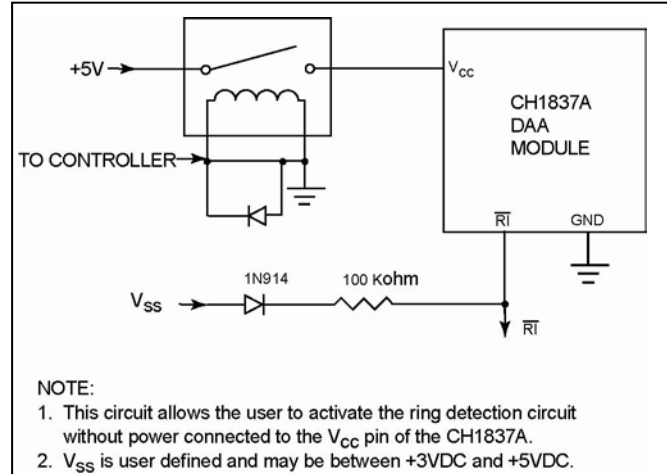 +5V
V_CC
CH1837A
DAA
MODULE
TO CONTROLLER
RI
GND
1N914
100 Kohm
V_SS
RI
NOTE:
1. This circuit allows the user to activate the ring detection circuit
without power connected to the V_CC pin of the CH1837A.
2. V_SS is user defined and may be between +3VDC and +5VDC.